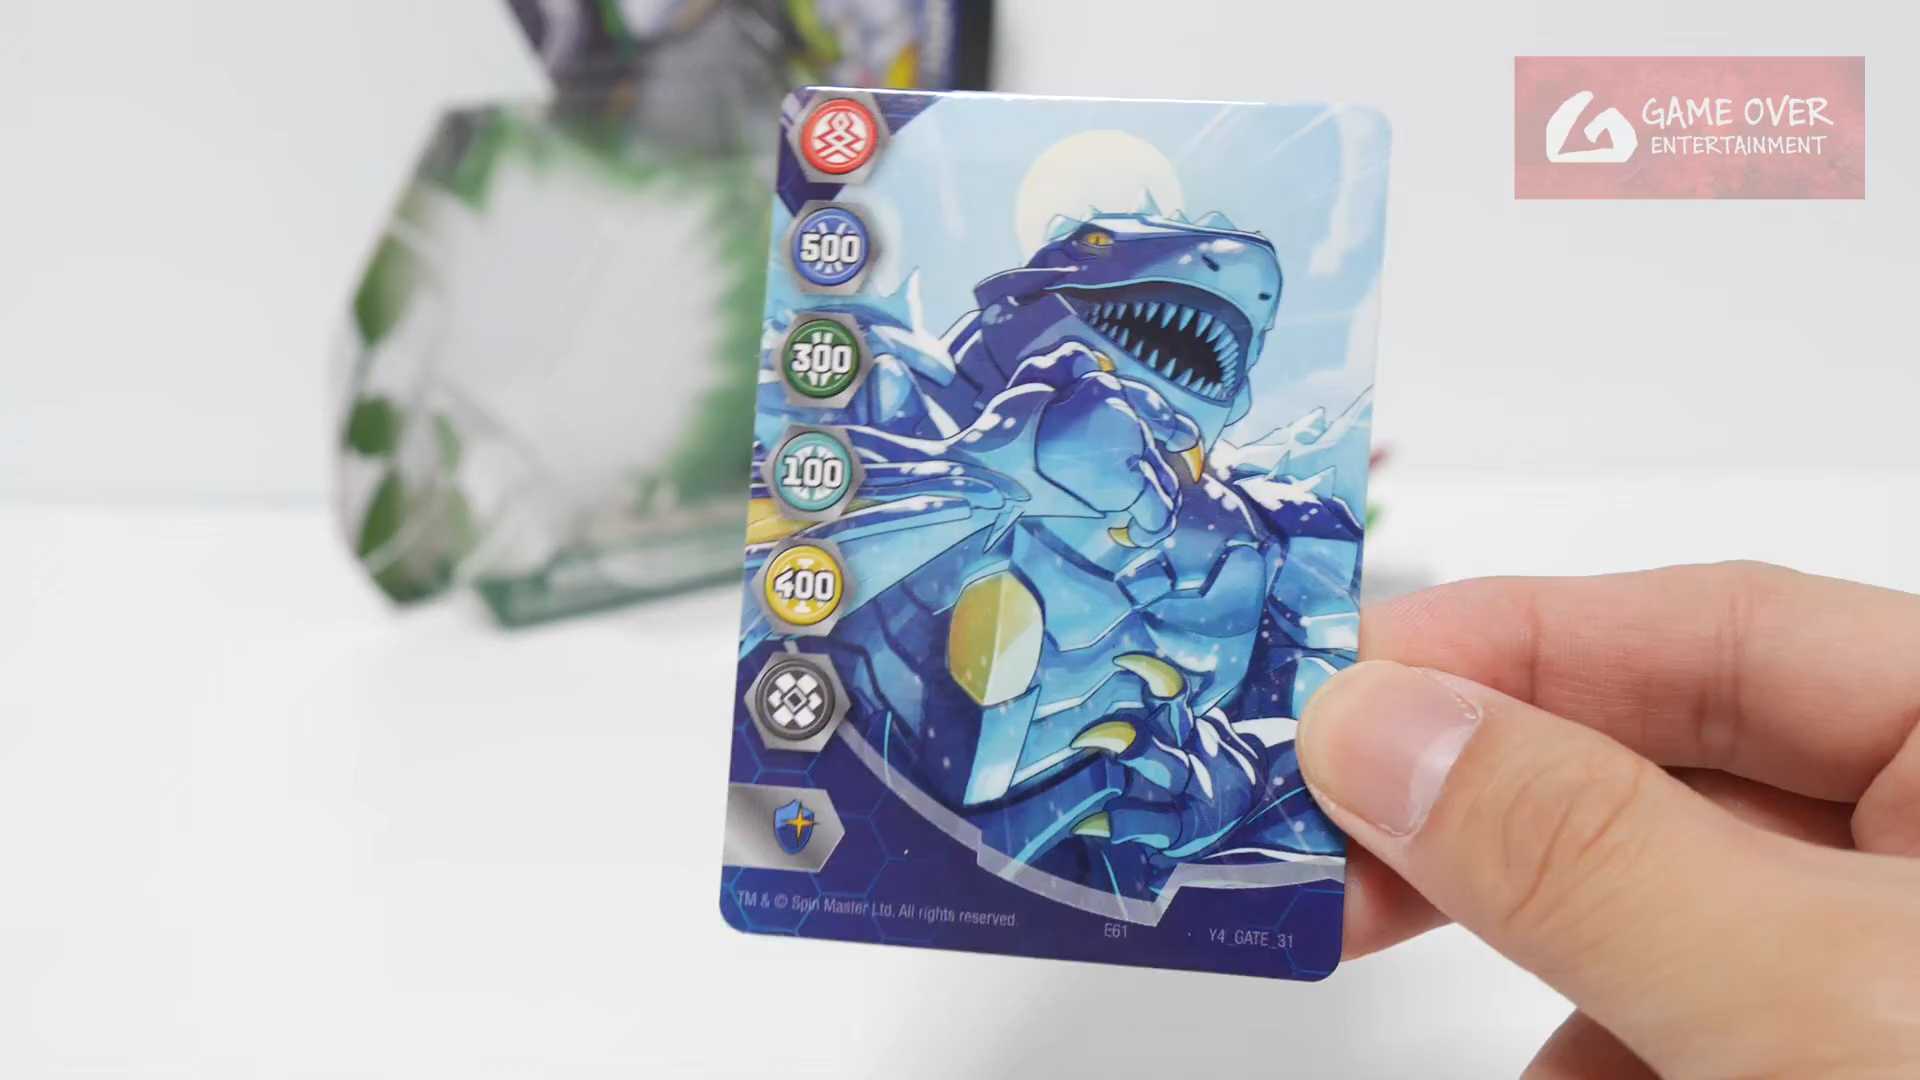 GAME OVER
ENTERTAINMENT
500
300
100
400
TM & © Spin Master Ltd. All rights reserved.
E61
Y4_GATE_31